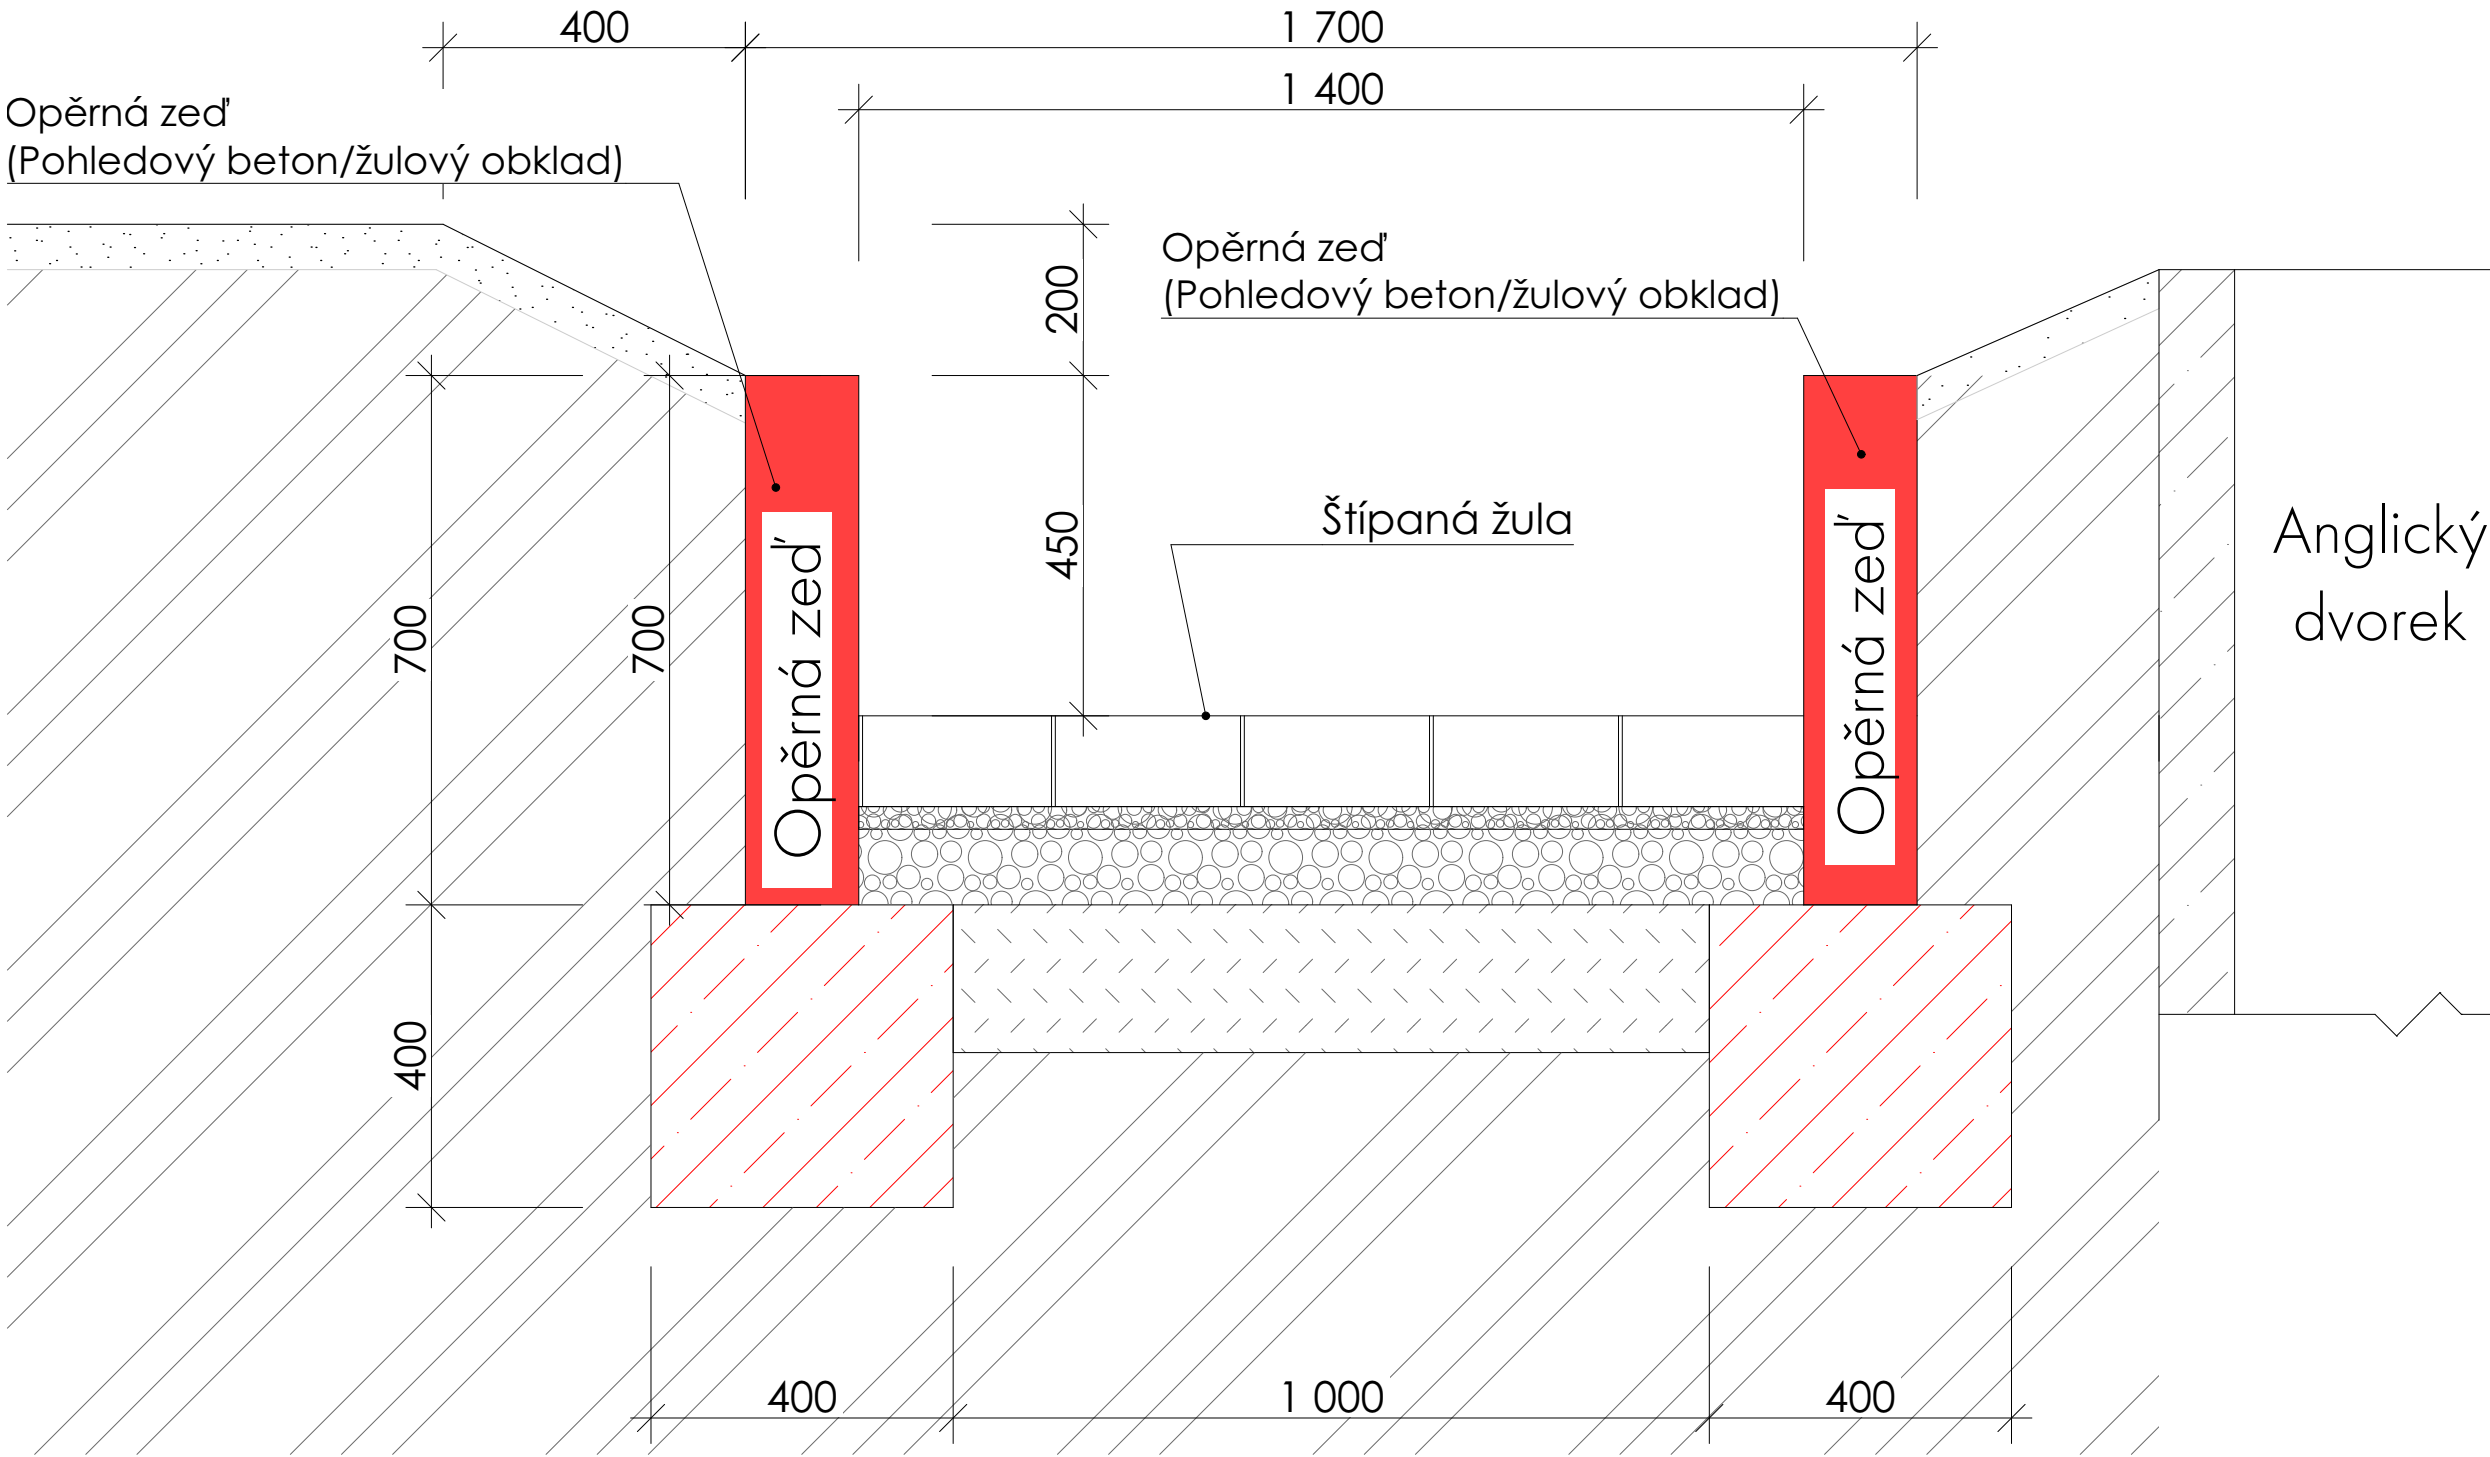 400
1 700
1 400
Opěrná zeď
(Pohledový beton/žulový obklad)
Opěrná zeď
(Pohledový beton/žulový obklad)
200
450
Štípaná žula
Anglický
dvorek
700
700
Opěrná zeď
Opěrná zeď
400
400
1 000
400